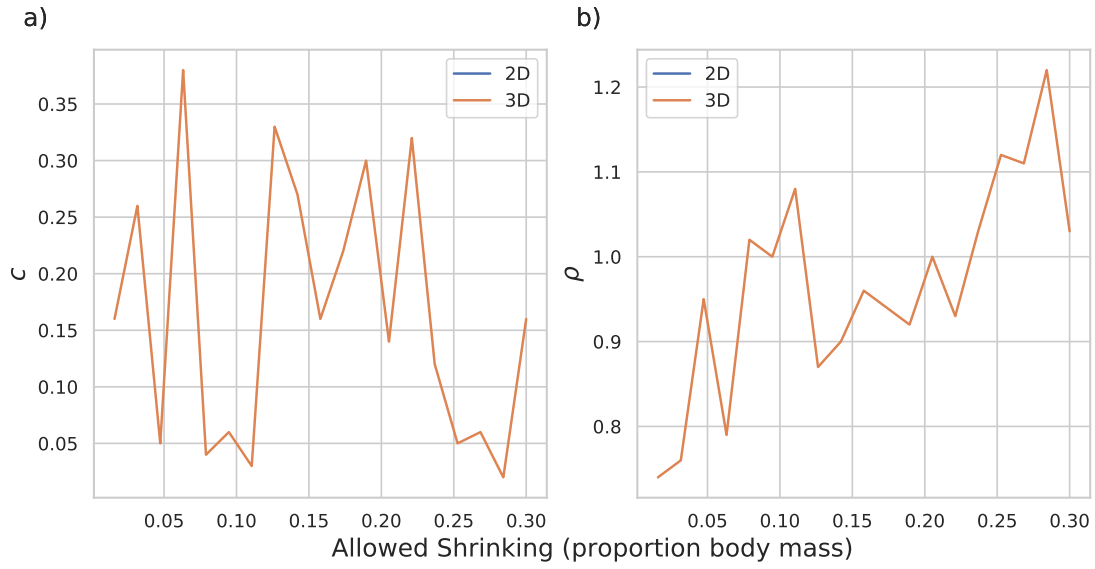 a)
b)
2D
3D
0.35
0.30
0.25
0.20
0.15
0.10
0.05
c
0.05 0.10 0.15 0.20 0.25 0.30
2D
3D
1.2
1.1
1.0
0.9
0.8
ρ
0.05 0.10 0.15 0.20 0.25 0.30
Allowed Shrinking (proportion body mass)